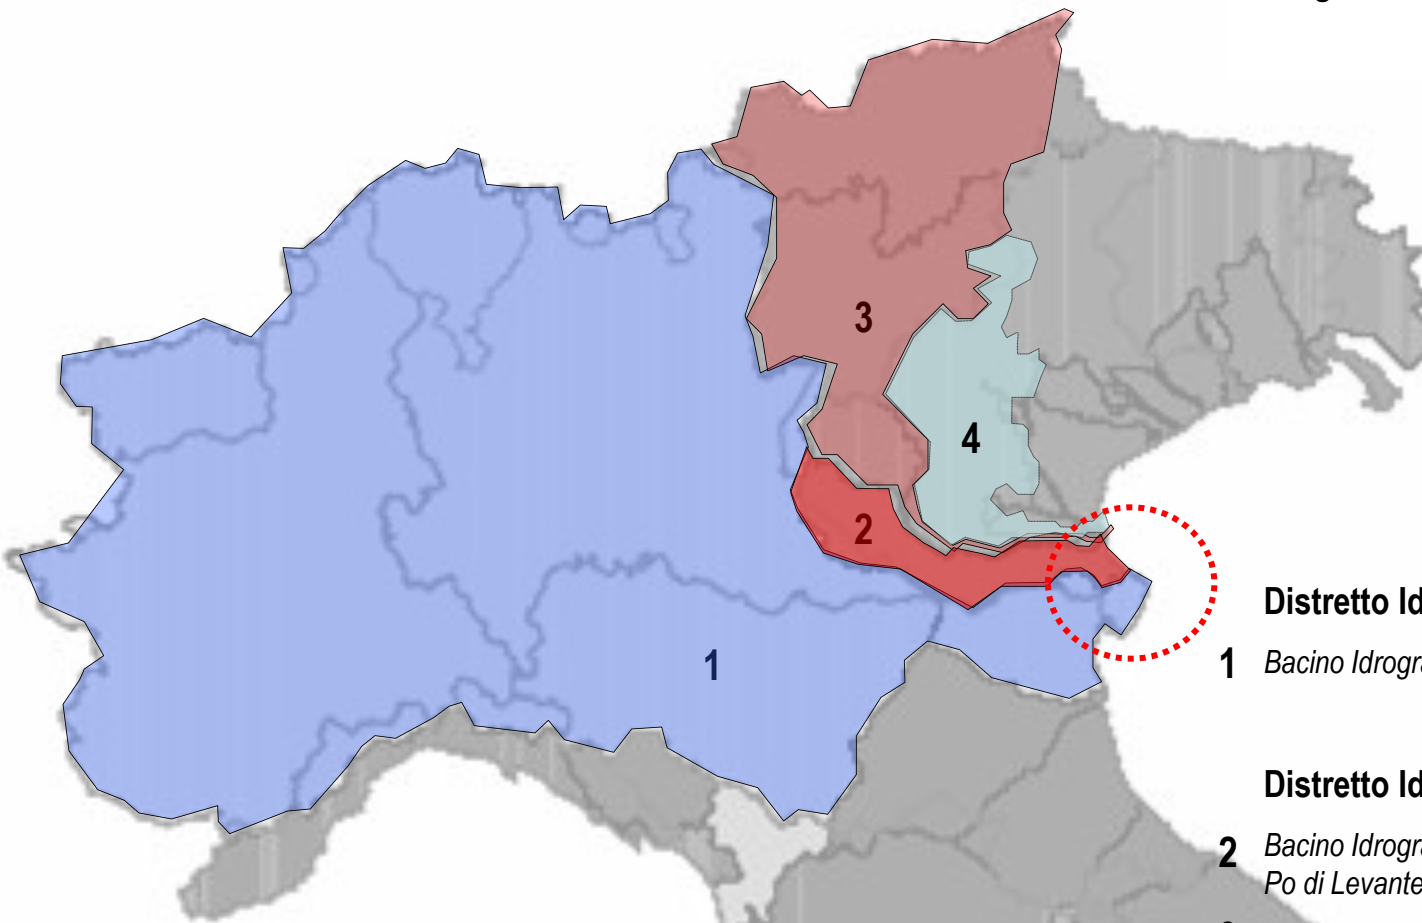 3
4
2
1
Distretto Id
1 Bacino Idrogra
Distretto Id
2 Bacino Idrogra
Po di Levante